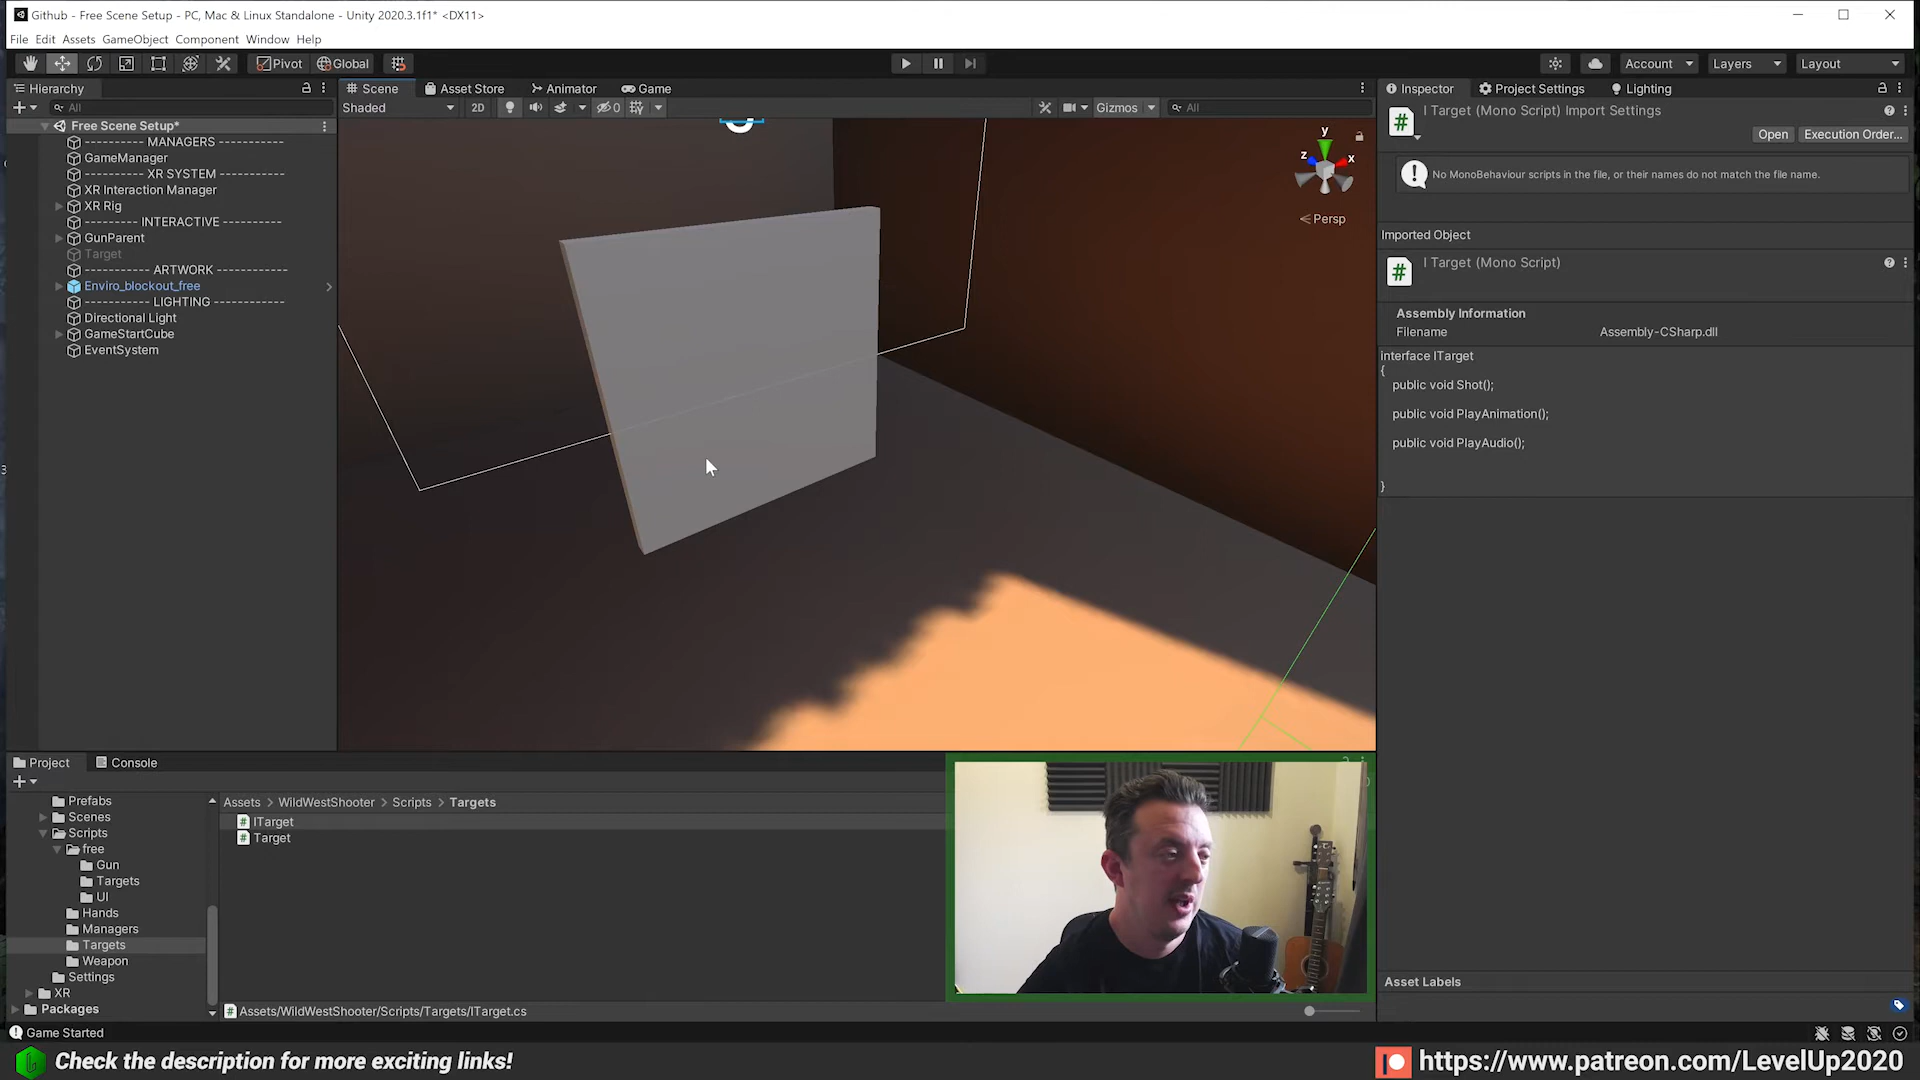 Github - Free Scene Setup - PC, Mac & Linux Standalone - Unity 2020.3.1f1* <DX11>
File Edit Assets GameObject Component Window Help
Pivot Global Account Layers Layout
Hierarchy
All
Free Scene Setup*
---------- MANAGERS -----------
GameManager
---------- XR SYSTEM -----------
XR Interaction Manager
XR Rig
--------- INTERACTIVE ----------
GunParent
Target
----------- ARTWORK ------------
Enviro_blockout_free
----------- LIGHTING ------------
Directional Light
GameStartCube
EventSystem
Scene Asset Store Animator Game
Shaded 2D 0 Gizmos All
y
z x
Persp
Inspector Project Settings Lighting
I Target (Mono Script) Import Settings
Open Execution Order...
No MonoBehaviour scripts in the file, or their names do not match the file name.
Imported Object
I Target (Mono Script)
Assembly Information
Filename Assembly-CSharp.dll
interface ITarget
{
public void Shot();
public void PlayAnimation();
public void PlayAudio();
}
Asset Labels
Project Console
Prefabs
Scenes
Scripts
free
Gun
Targets
UI
Hands
Managers
Targets
Weapon
Settings
XR
Packages
Assets > WildWestShooter > Scripts > Targets
ITarget
Target
Assets/WildWestShooter/Scripts/Targets/ITarget.cs
Game Started
Check the description for more exciting links!
https://www.patreon.com/LevelUp2020